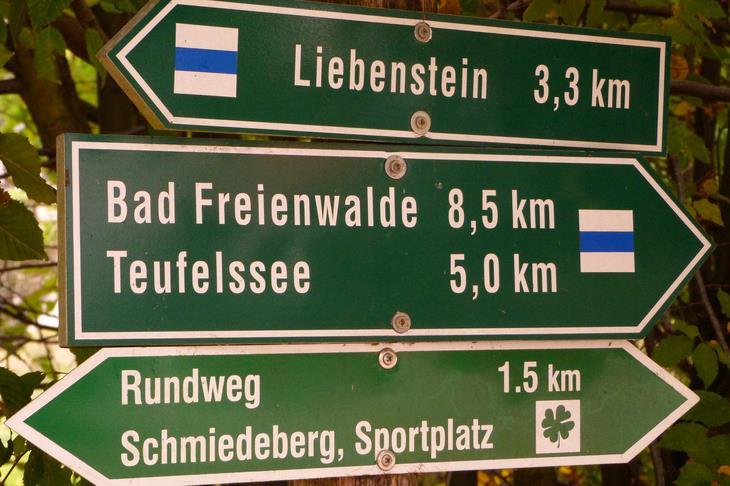 Liebenstein 3,3 km
Bad Freienwalde 8,5 km
Teufelssee 5,0 km
Rundweg 1.5 km
Schmiedeberg, Sportplatz